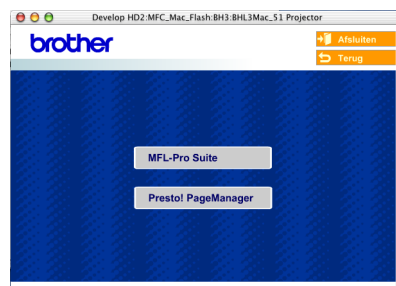 Develop HD2:MFC_Mac_Flash:BH3:BHL3Mac_S1 Projector
brother
Afsluiten
Terug
MFL-Pro Suite
Presto! PageManager